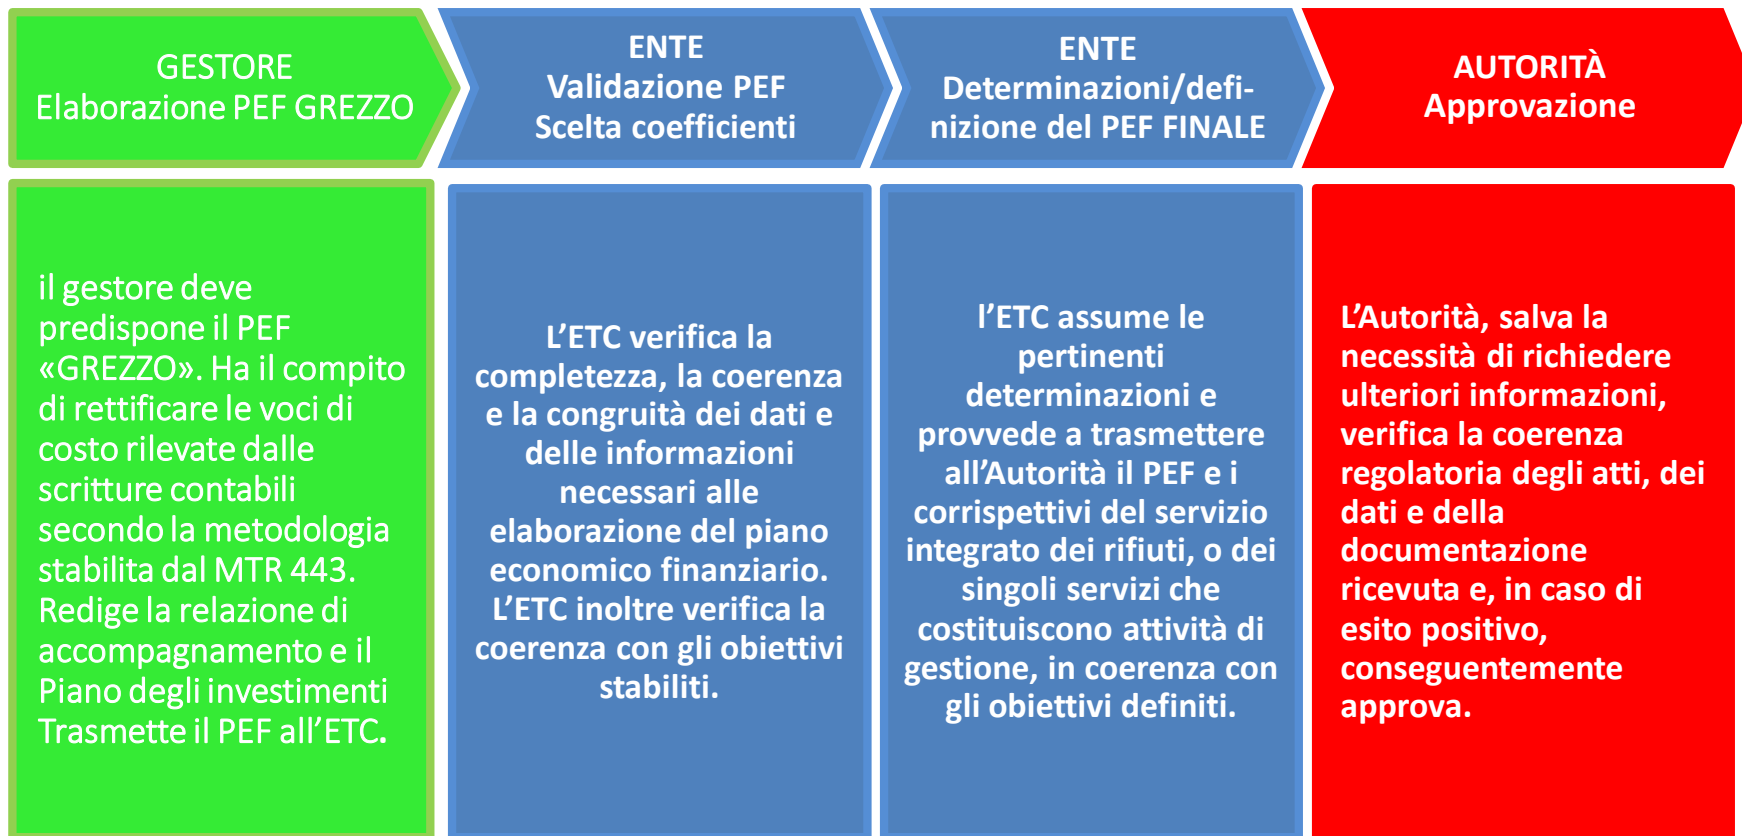 GESTORE
Elaborazione PEF GREZZO
ENTE
Validazione PEF
Scelta coefficienti
ENTE
Determinazioni/defi-
nizione del PEF FINALE
AUTORITÀ
Approvazione
il gestore deve
predispone il PEF
«GREZZO». Ha il compito
di rettificare le voci di
costo rilevate dalle
scritture contabili
secondo la metodologia
stabilita dal MTR 443.
Redige la relazione di
accompagnamento e il
Piano degli investimenti
Trasmette il PEF all’ETC.
L’ETC verifica la
completezza, la coerenza
e la congruità dei dati e
delle informazioni
necessari alle
elaborazione del piano
economico finanziario.
L’ETC inoltre verifica la
coerenza con gli obiettivi
stabiliti.
l’ETC assume le
pertinenti
determinazioni e
provvede a trasmettere
all’Autorità il PEF e i
corrispettivi del servizio
integrato dei rifiuti, o dei
singoli servizi che
costituiscono attività di
gestione, in coerenza con
gli obiettivi definiti.
L’Autorità, salva la
necessità di richiedere
ulteriori informazioni,
verifica la coerenza
regolatoria degli atti, dei
dati e della
documentazione
ricevuta e, in caso di
esito positivo,
conseguentemente
approva.